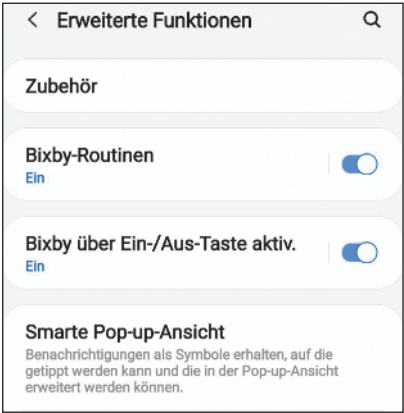 Erweiterte Funktionen
Zubehör
Bixby-Routinen
Ein
Bixby über Ein-/Aus-Taste aktiv.
Ein
Smarte Pop-up-Ansicht
Benachrichtigungen als Symbole erhalten, auf die
getippt werden kann und die in der Pop-up-Ansicht
erweitert werden können.